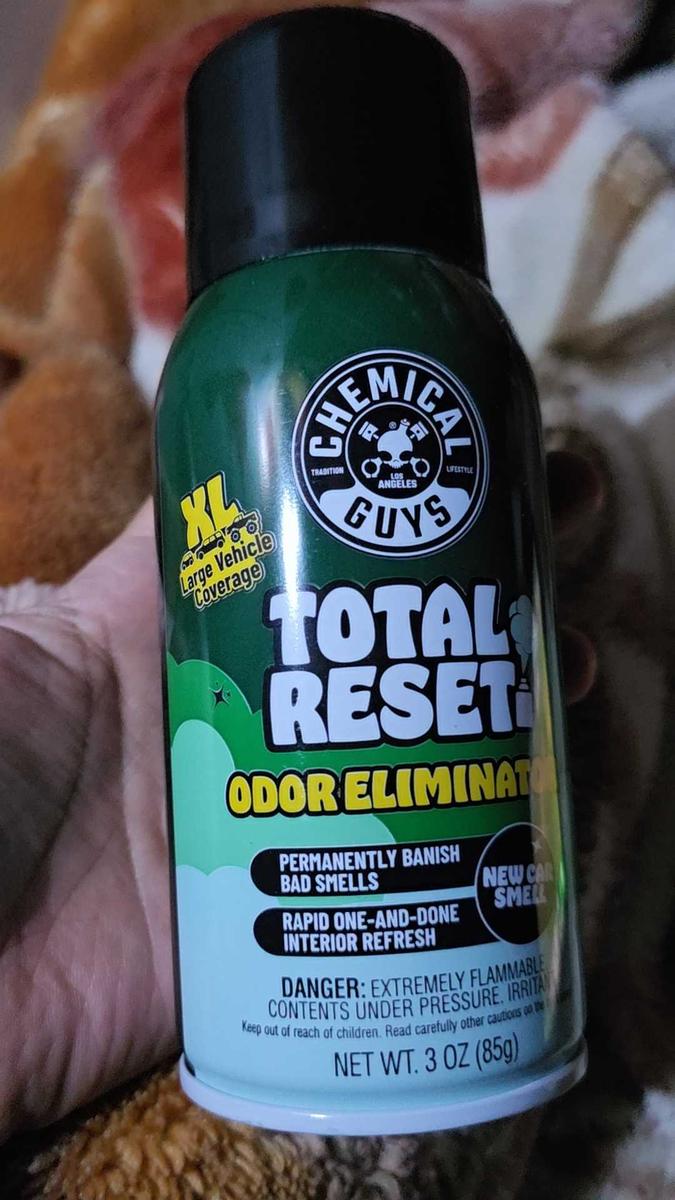 CHEMICAL
TRADITION
LIFESTYLE
LOS
ANGELES
GUYS
XL
Large Vehicle
Coverage
TOTAL
RESET
ODOR ELIMINATOR
PERMANENTLY BANISH
BAD SMELLS
NEW CAR
SMELL
RAPID ONE-AND-DONE
INTERIOR REFRESH
DANGER: EXTREMELY FLAMMABLE
CONTENTS UNDER PRESSURE.
Keep out of reach of children. Read carefully other cautions on the
NET WT. 3 OZ (85g)